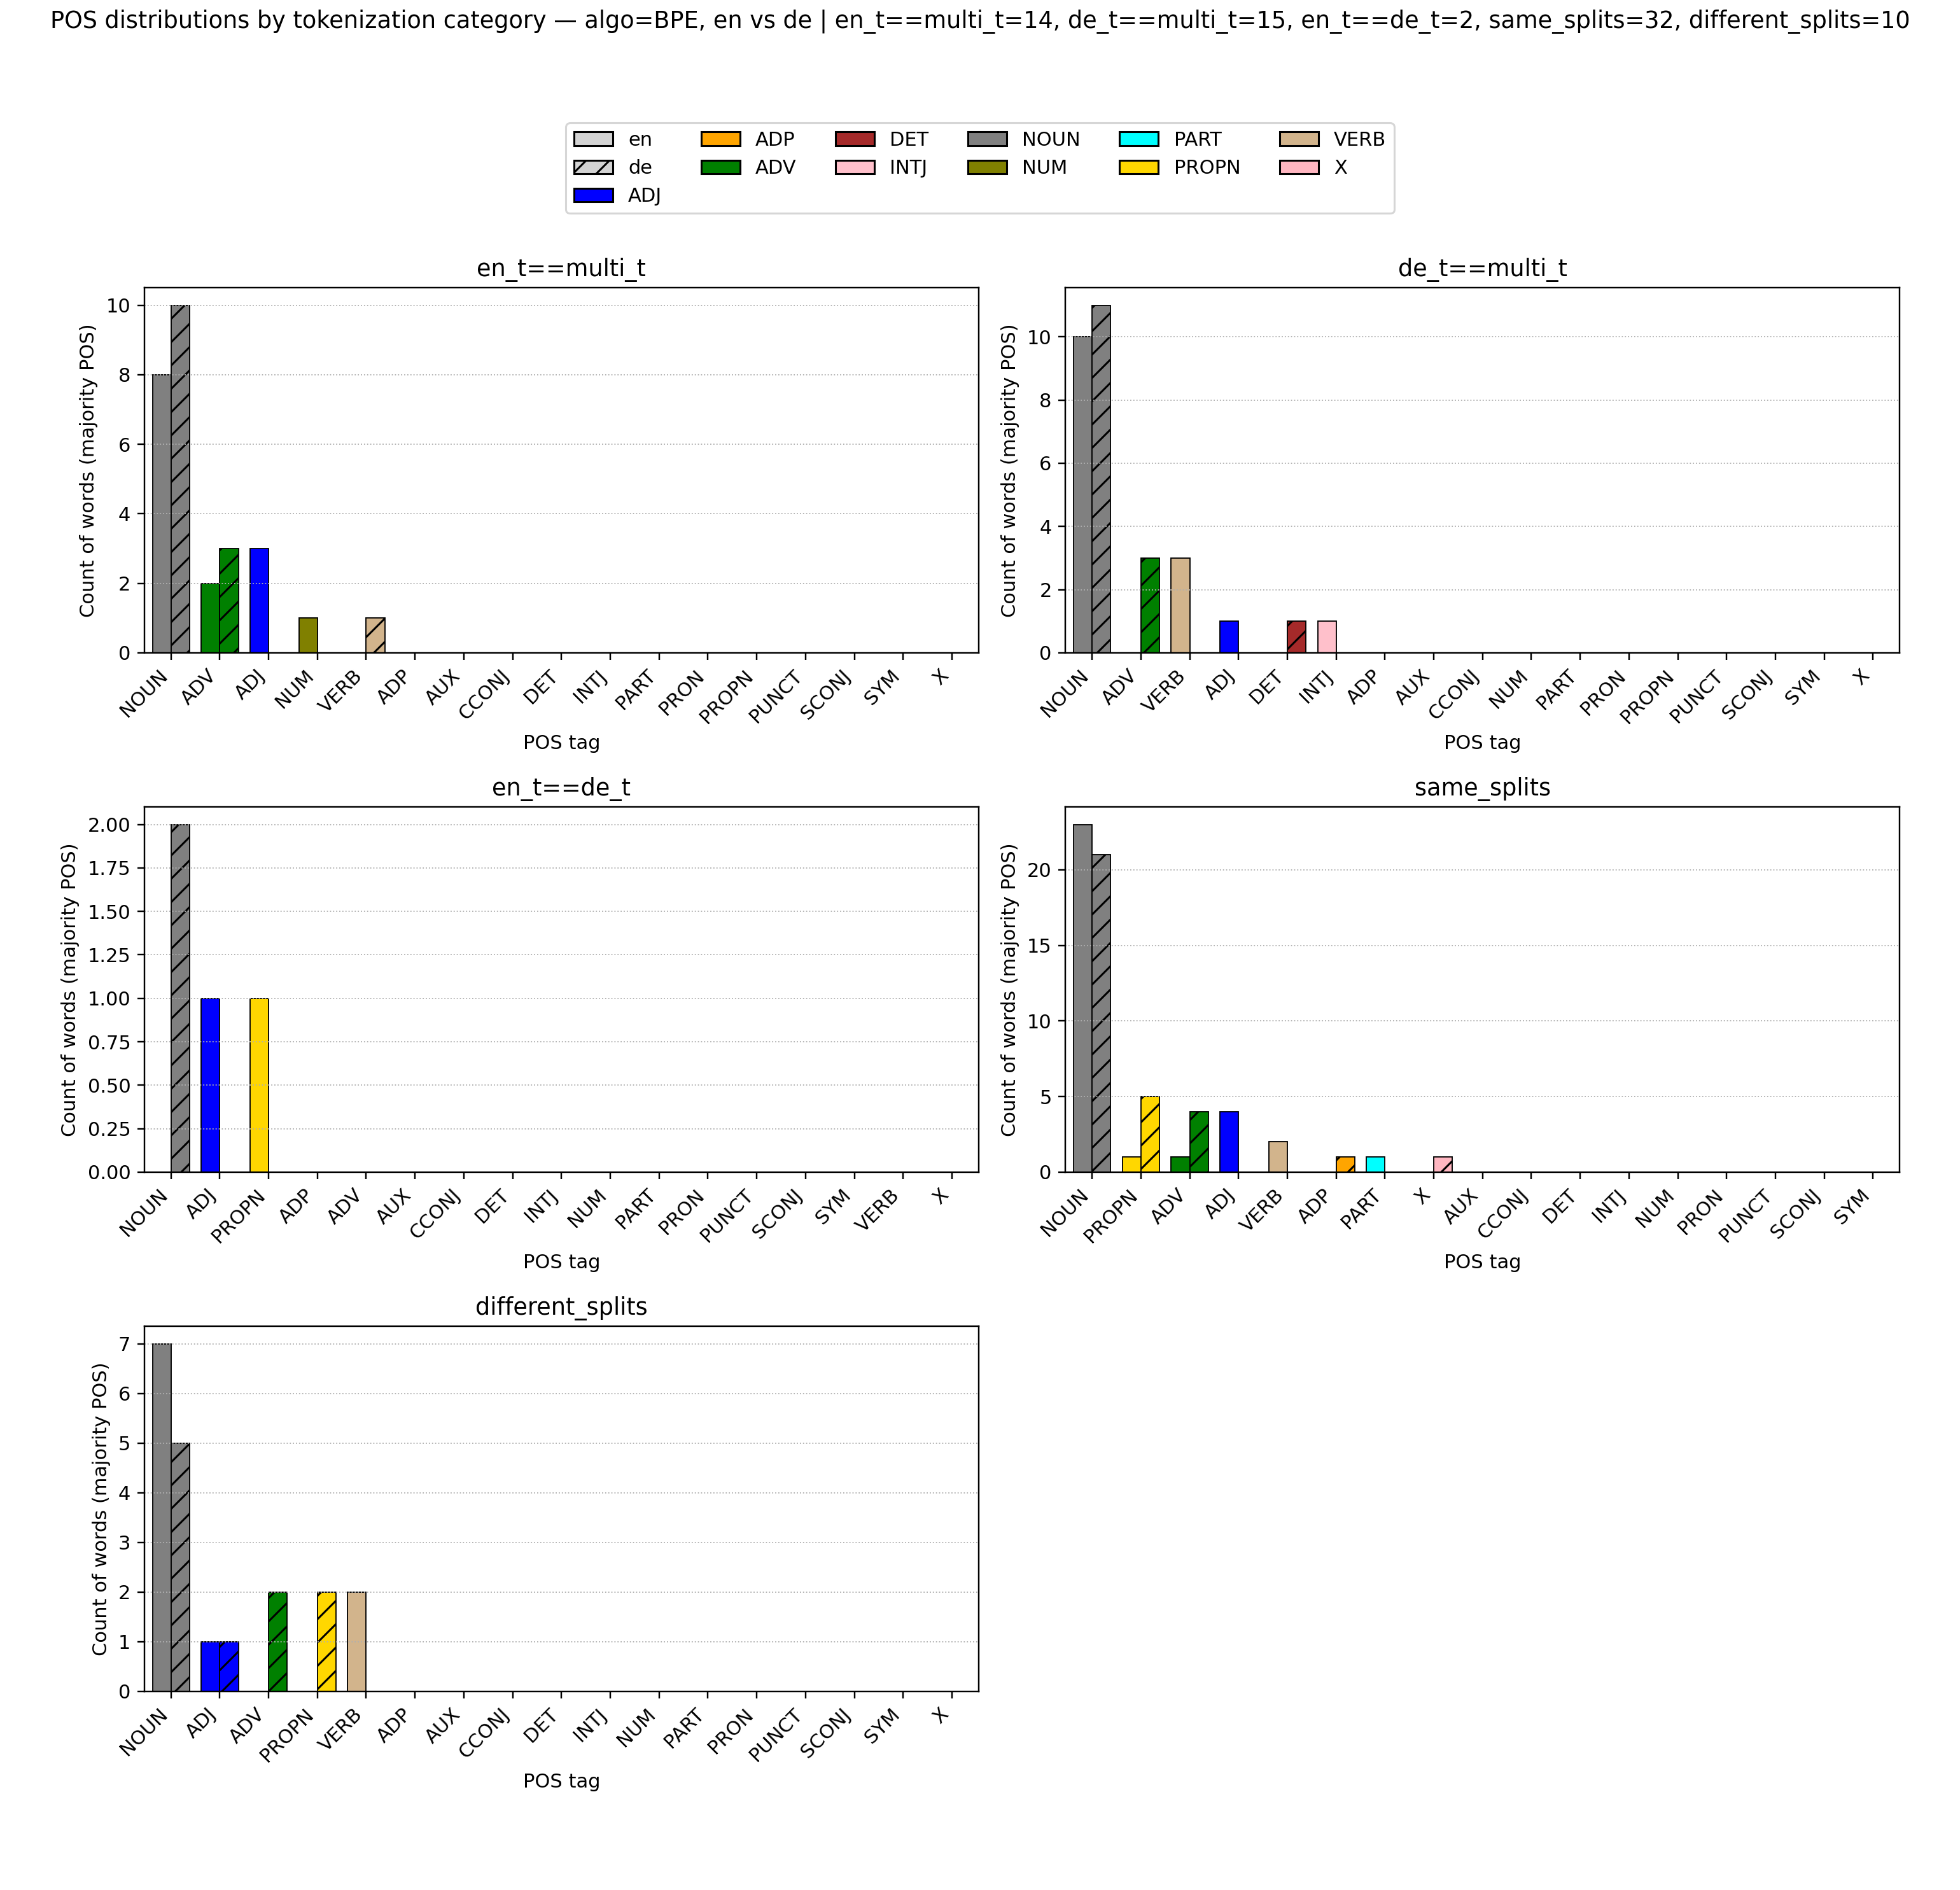 POS distributions by tokenization category — algo=BPE, en vs de | en_t==multi_t=14, de_t==multi_t=15, en_t==de_t=2, same_splits=32, different_splits=10
en ADP DET NOUN PART VERB
de ADV INTJ NUM PROPN X
ADJ
en_t==multi_t
Count of words (majority POS)
10
8
6
4
2
0
NOUN ADV ADJ NUM VERB ADP AUX CCONJ DET INTJ PART PRON PROPN PUNCT SCONJ SYM X
POS tag
de_t==multi_t
Count of words (majority POS)
10
8
6
4
2
0
NOUN ADV VERB ADJ DET INTJ ADP AUX CCONJ NUM PART PRON PROPN PUNCT SCONJ SYM X
POS tag
en_t==de_t
Count of words (majority POS)
2.00
1.75
1.50
1.25
1.00
0.75
0.50
0.25
0.00
NOUN ADJ PROPN ADP ADV AUX CCONJ DET INTJ NUM PART PRON PUNCT SCONJ SYM VERB X
POS tag
same_splits
Count of words (majority POS)
20
15
10
5
0
NOUN PROPN ADV ADJ VERB ADP PART X AUX CCONJ DET INTJ NUM PRON PUNCT SCONJ SYM
POS tag
different_splits
Count of words (majority POS)
7
6
5
4
3
2
1
0
NOUN ADJ ADV PROPN VERB ADP AUX CCONJ DET INTJ NUM PART PRON PUNCT SCONJ SYM X
POS tag